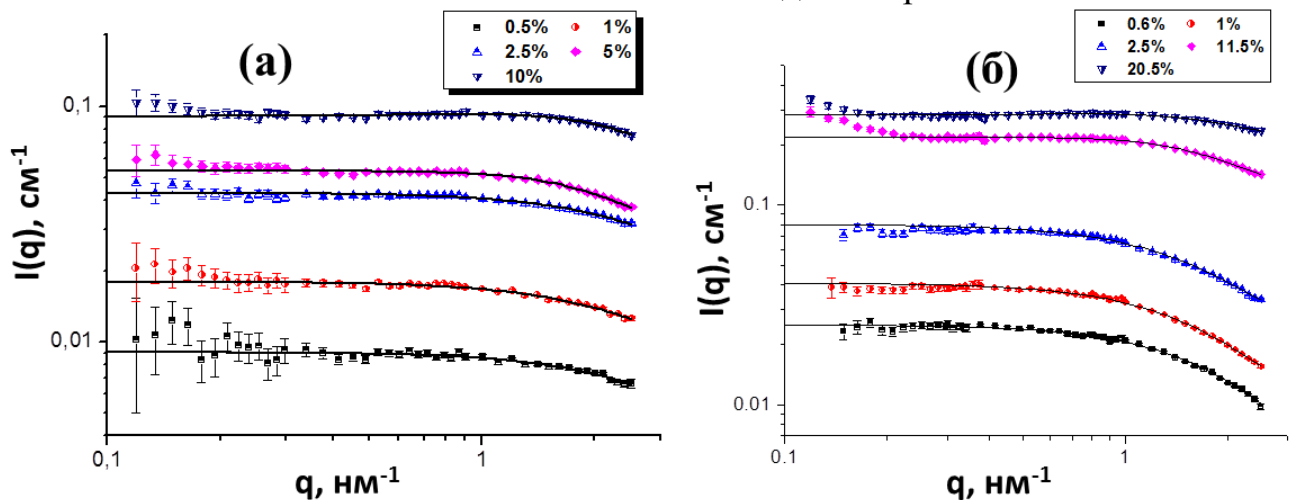 (а)
0.5% 1%
2.5% 5%
10%
0,1
0,01
0,1 1
I(q), см-1
q, нм-1
(б)
0.6% 1%
2.5% 11.5%
20.5%
0.1
0.01
0.1 1
I(q), см-1
q, нм-1